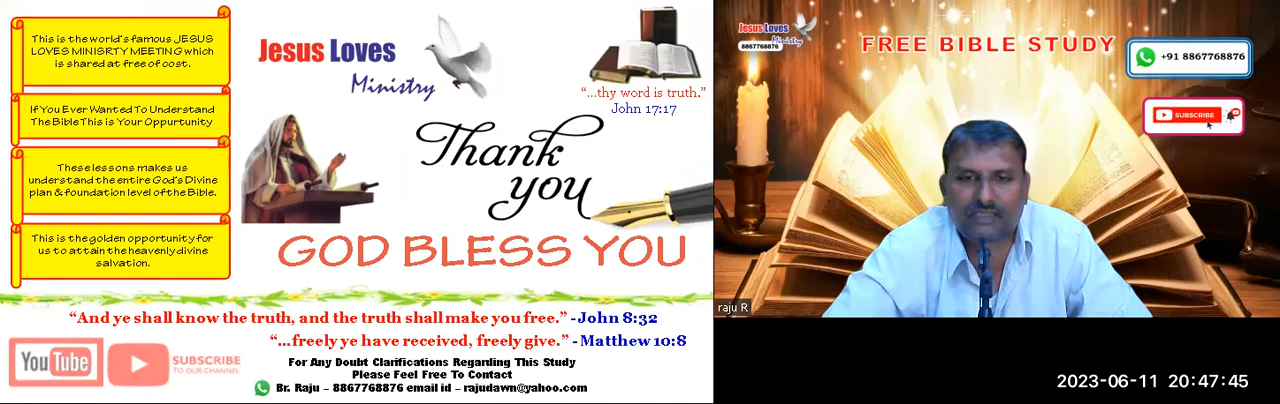 This is the world's famous JESUS
LOVES MINISRTY MEETING which
is shared at free of cost.
If You Ever Wanted To Understand
The Bible This is Your Oppurtunity
These lessons makes us
understand the entire God's Divine
plan & foundation level of the Bible.
This is the golden opportunity for
us to attain the heavenly divine
salvation.
Jesus Loves
Ministry
"...thy word is truth."
John 17:17
Thank
you
GOD BLESS YOU
"And ye shall know the truth, and the truth shall make you free." - John 8:32
"...freely ye have received, freely give." - Matthew 10:8
YouTube
SUBSCRIBE
TO OUR CHANNEL
For Any Doubt Clarifications Regarding This Study
Please Feel Free To Contact
Br. Raju – 8867768876 email id – rajudawn@yahoo.com
Jesus Loves
Ministry
8867768876
FREE BIBLE STUDY
+91 8867768876
SUBSCRIBE
raju R
2023-06-11 20:47:45